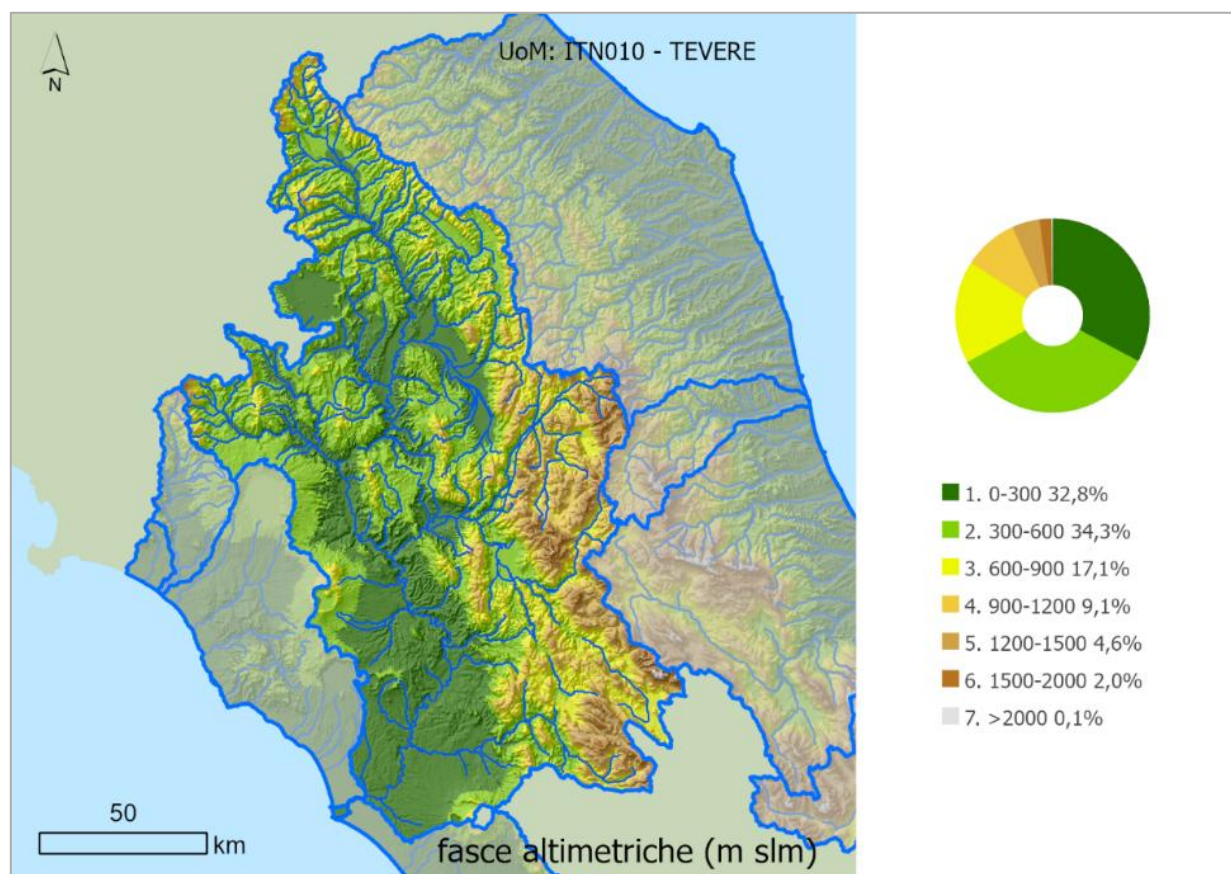 UoM: ITN010 - TEVERE
N
1. 0-300 32,8%
2. 300-600 34,3%
3. 600-900 17,1%
4. 900-1200 9,1%
5. 1200-1500 4,6%
6. 1500-2000 2,0%
7. >2000 0,1%
50
km
fasce altimetriche (m slm)